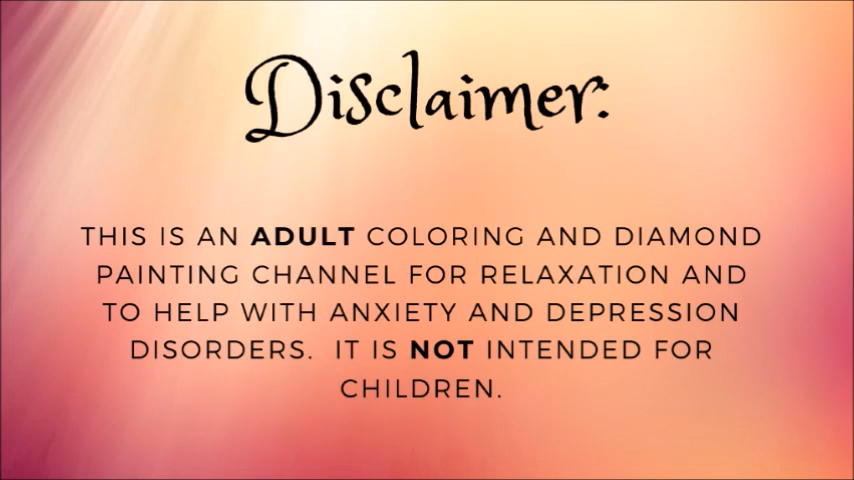 Disclaimer:
THIS IS AN ADULT COLORING AND DIAMOND
PAINTING CHANNEL FOR RELAXATION AND
TO HELP WITH ANXIETY AND DEPRESSION
DISORDERS.  IT IS NOT INTENDED FOR
CHILDREN.